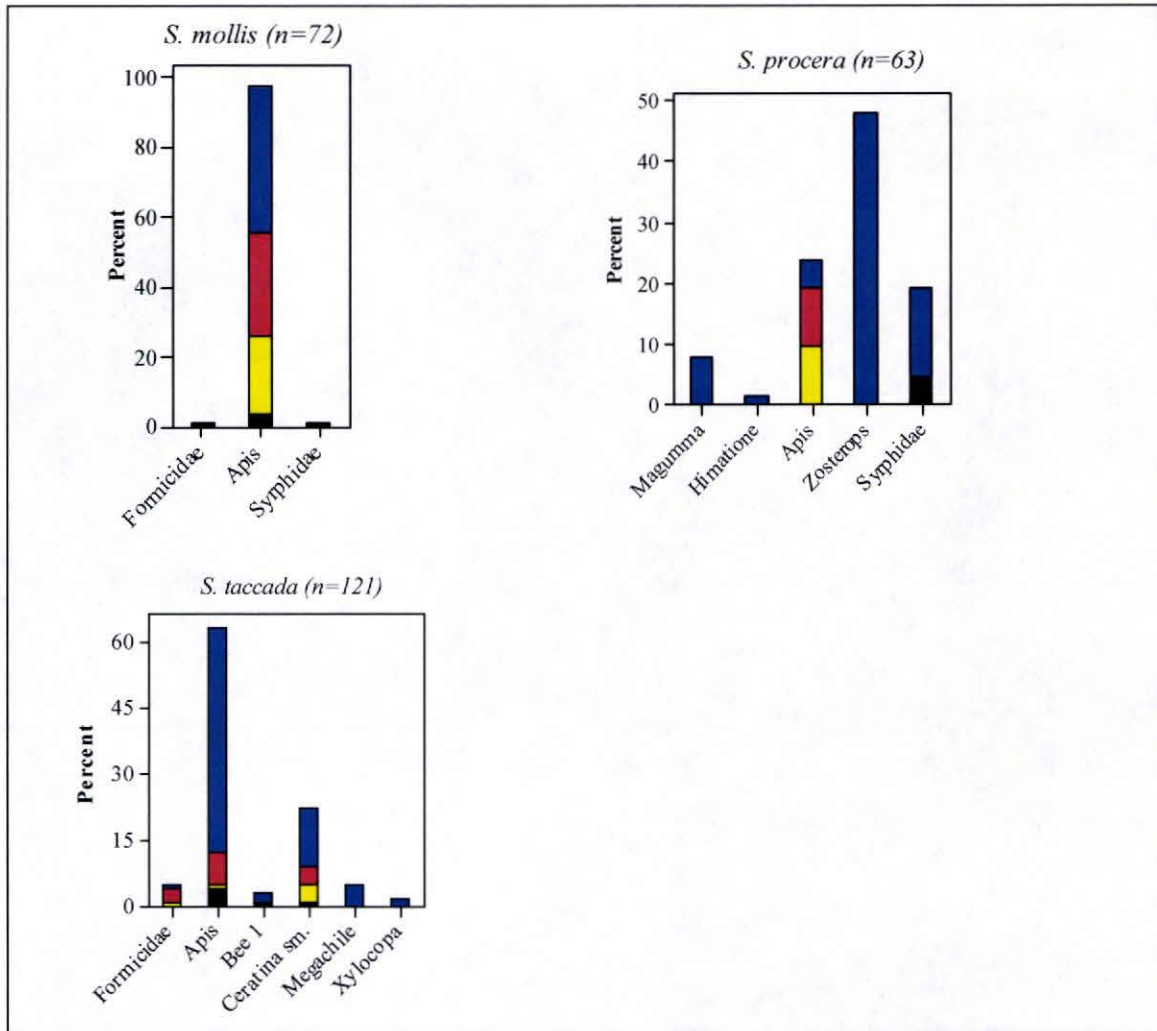 S. mollis (n=72)
100
80
60
40
20
0
Percent
Formicidae
Apis
Syrphidae
S. procera (n=63)
50
40
30
20
10
0
Percent
Magumma
Himatione
Apis
Zosterops
Syrphidae
S. taccada (n=121)
60
45
30
15
0
Percent
Formicidae
Apis
Bee 1
Ceratina sm.
Megachile
Xylocopa